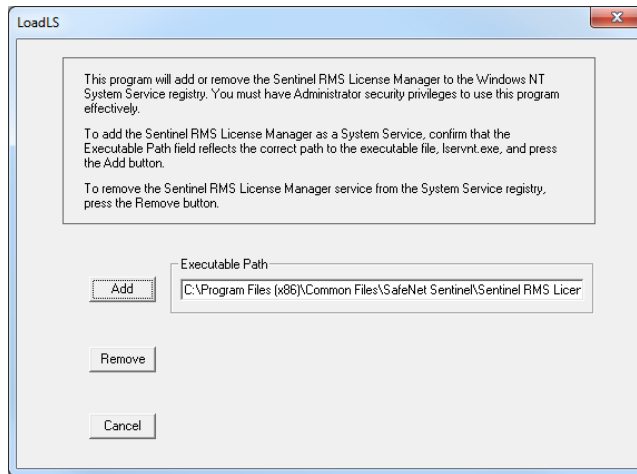 LoadLS
This program will add or remove the Sentinel RMS License Manager to the Windows NT
System Service registry. You must have Administrator security privileges to use this program
effectively.
To add the Sentinel RMS License Manager as a System Service, confirm that the
Executable Path field reflects the correct path to the executable file, lservnt.exe, and press
the Add button.
To remove the Sentinel RMS License Manager service from the System Service registry,
press the Remove button.
Executable Path
Add
C:\Program Files (x86)\Common Files\SafeNet Sentinel\Sentinel RMS Licer
Remove
Cancel